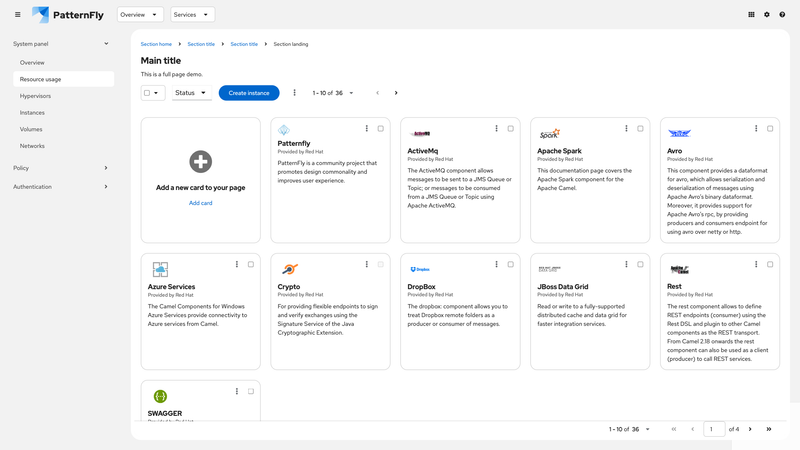 PatternFly
Overview
Services
System panel
Overview
Resource usage
Hypervisors
Instances
Volumes
Networks
Policy
Authentication
Section home
Section title
Section title
Section landing
Main title
This is a full page demo.
Status
Create instance
1 - 10 of 36
Add a new card to your page
Add card
Patternfly
Provided by Red Hat
PatternFly is a community project that
promotes design commonality and
improves user experience.
ActiveMQ
ActiveMq
Provided by Red Hat
The ActiveMQ component allows
messages to be sent to a JMS Queue or
Topic; or messages to be consumed
from a JMS Queue or Topic using
Apache ActiveMQ.
Spark
Apache Spark
Provided by Red Hat
This documentation page covers the
Apache Spark component for the
Apache Camel.
Avro
Provided by Red Hat
This component provides a dataformat
for avro, which allows serialization and
deserialization of messages using
Apache Avro's binary dataformat.
Moreover, it provides support for
Apache Avro's rpc, by providing
producers and consumers endpoint for
using avro over netty or http.
Azure Services
Provided by Red Hat
The Camel Components for Windows
Azure Services provide connectivity to
Azure services from Camel.
Crypto
Provided by Red Hat
For providing flexible endpoints to sign
and verify exchanges using the
Signature Service of the Java
Cryptographic Extension.
Dropbox
DropBox
Provided by Red Hat
The dropbox: component allows you to
treat Dropbox remote folders as a
producer or consumer of messages.
JBoss Data Grid
Provided by Red Hat
Read or write to a fully-supported
distributed cache and data grid for
faster integration services.
Rest
Provided by Red Hat
The rest component allows to define
REST endpoints (consumer) using the
Rest DSL and plugin to other Camel
components as the REST transport.
From Camel 2.18 onwards the rest
component can also be used as a client
(producer) to call REST services.
SWAGGER
Provided by Red Hat
1 - 10 of 36
1
of 4